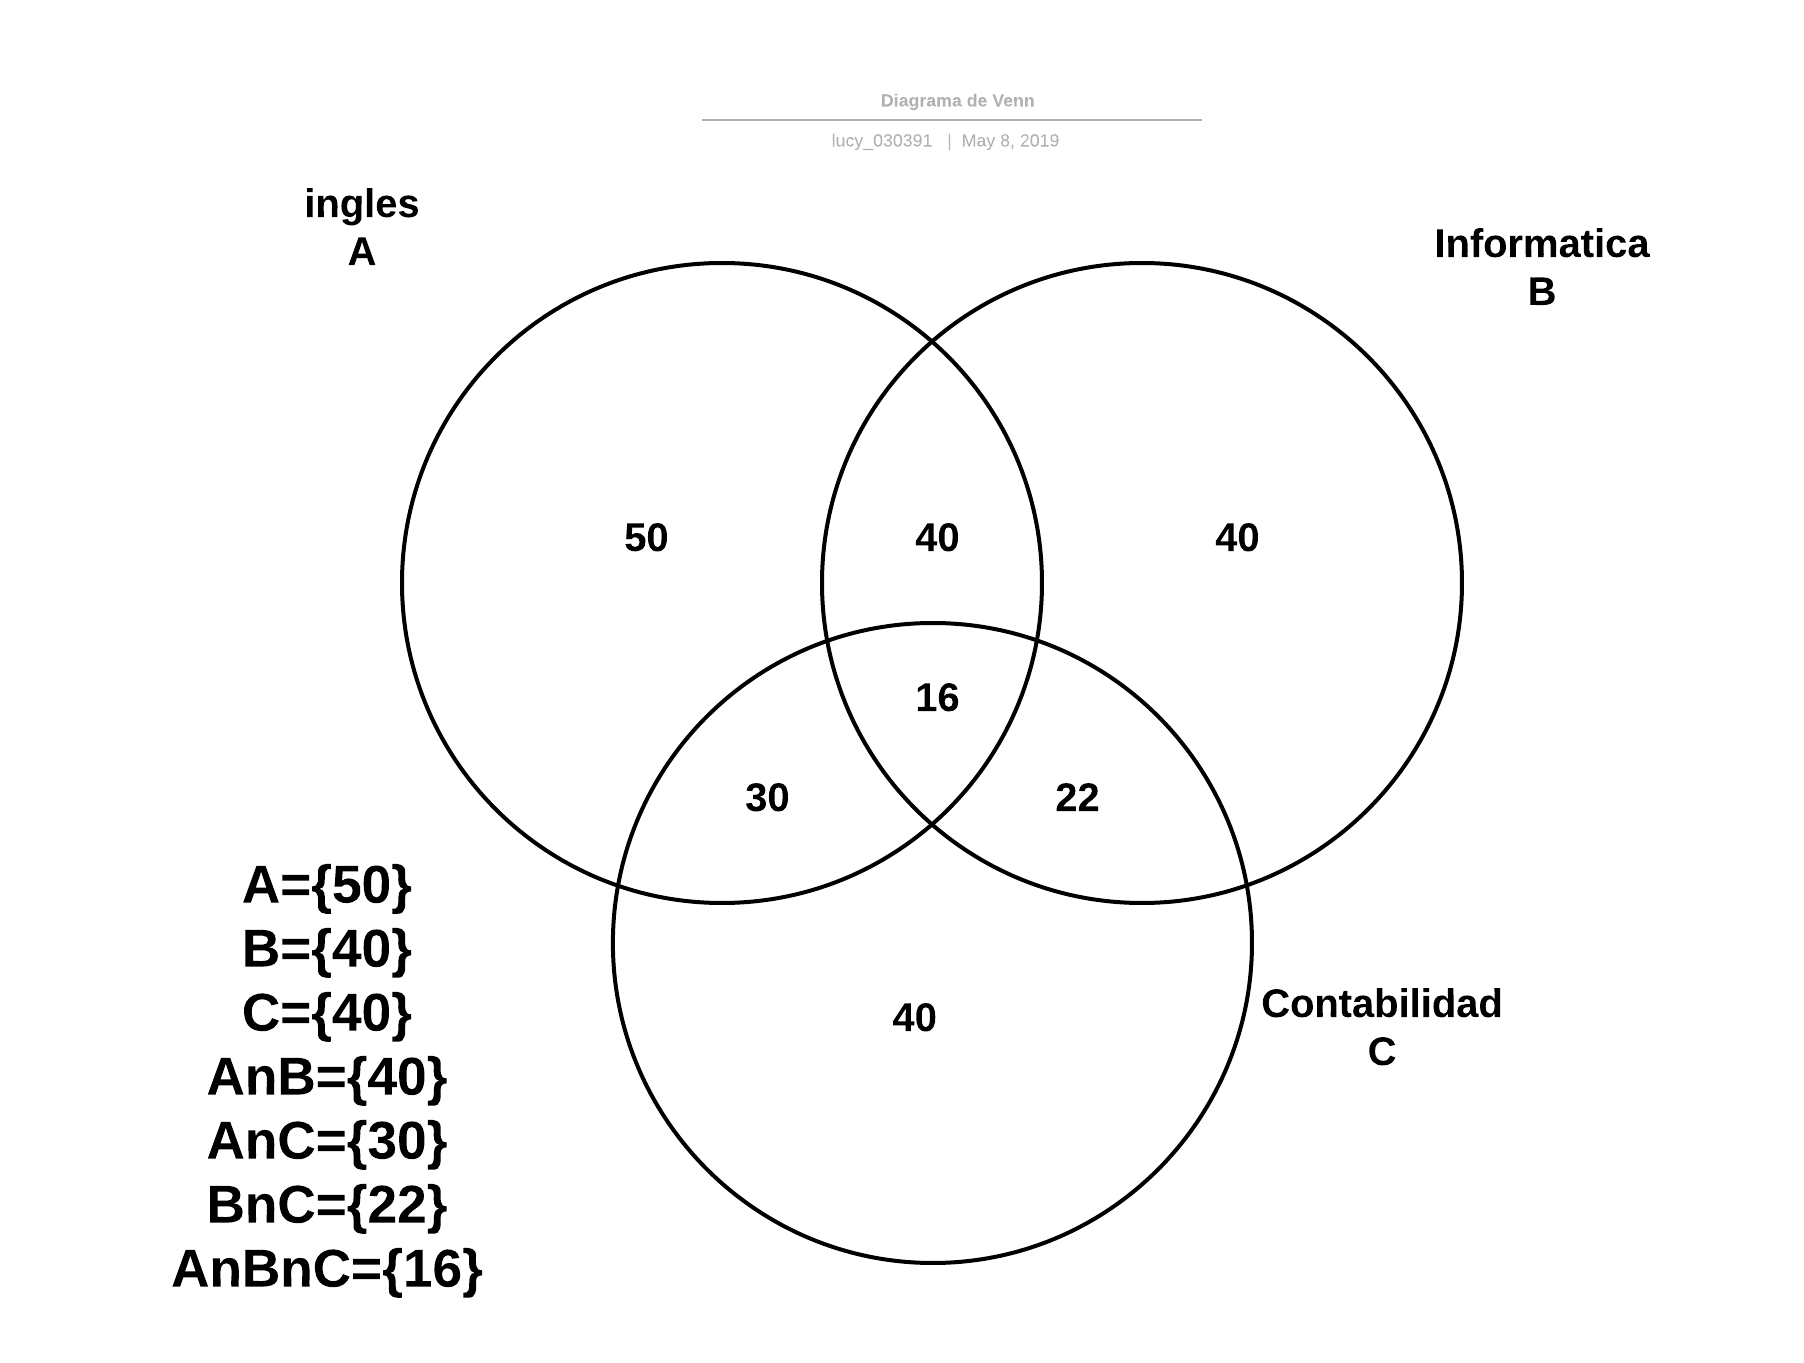 Diagrama de Venn
lucy_030391 | May 8, 2019
ingles
A
Informatica
B
50
40
40
16
30
22
40
Contabilidad
C
A={50}
B={40}
C={40}
AnB={40}
AnC={30}
BnC={22}
AnBnC={16}